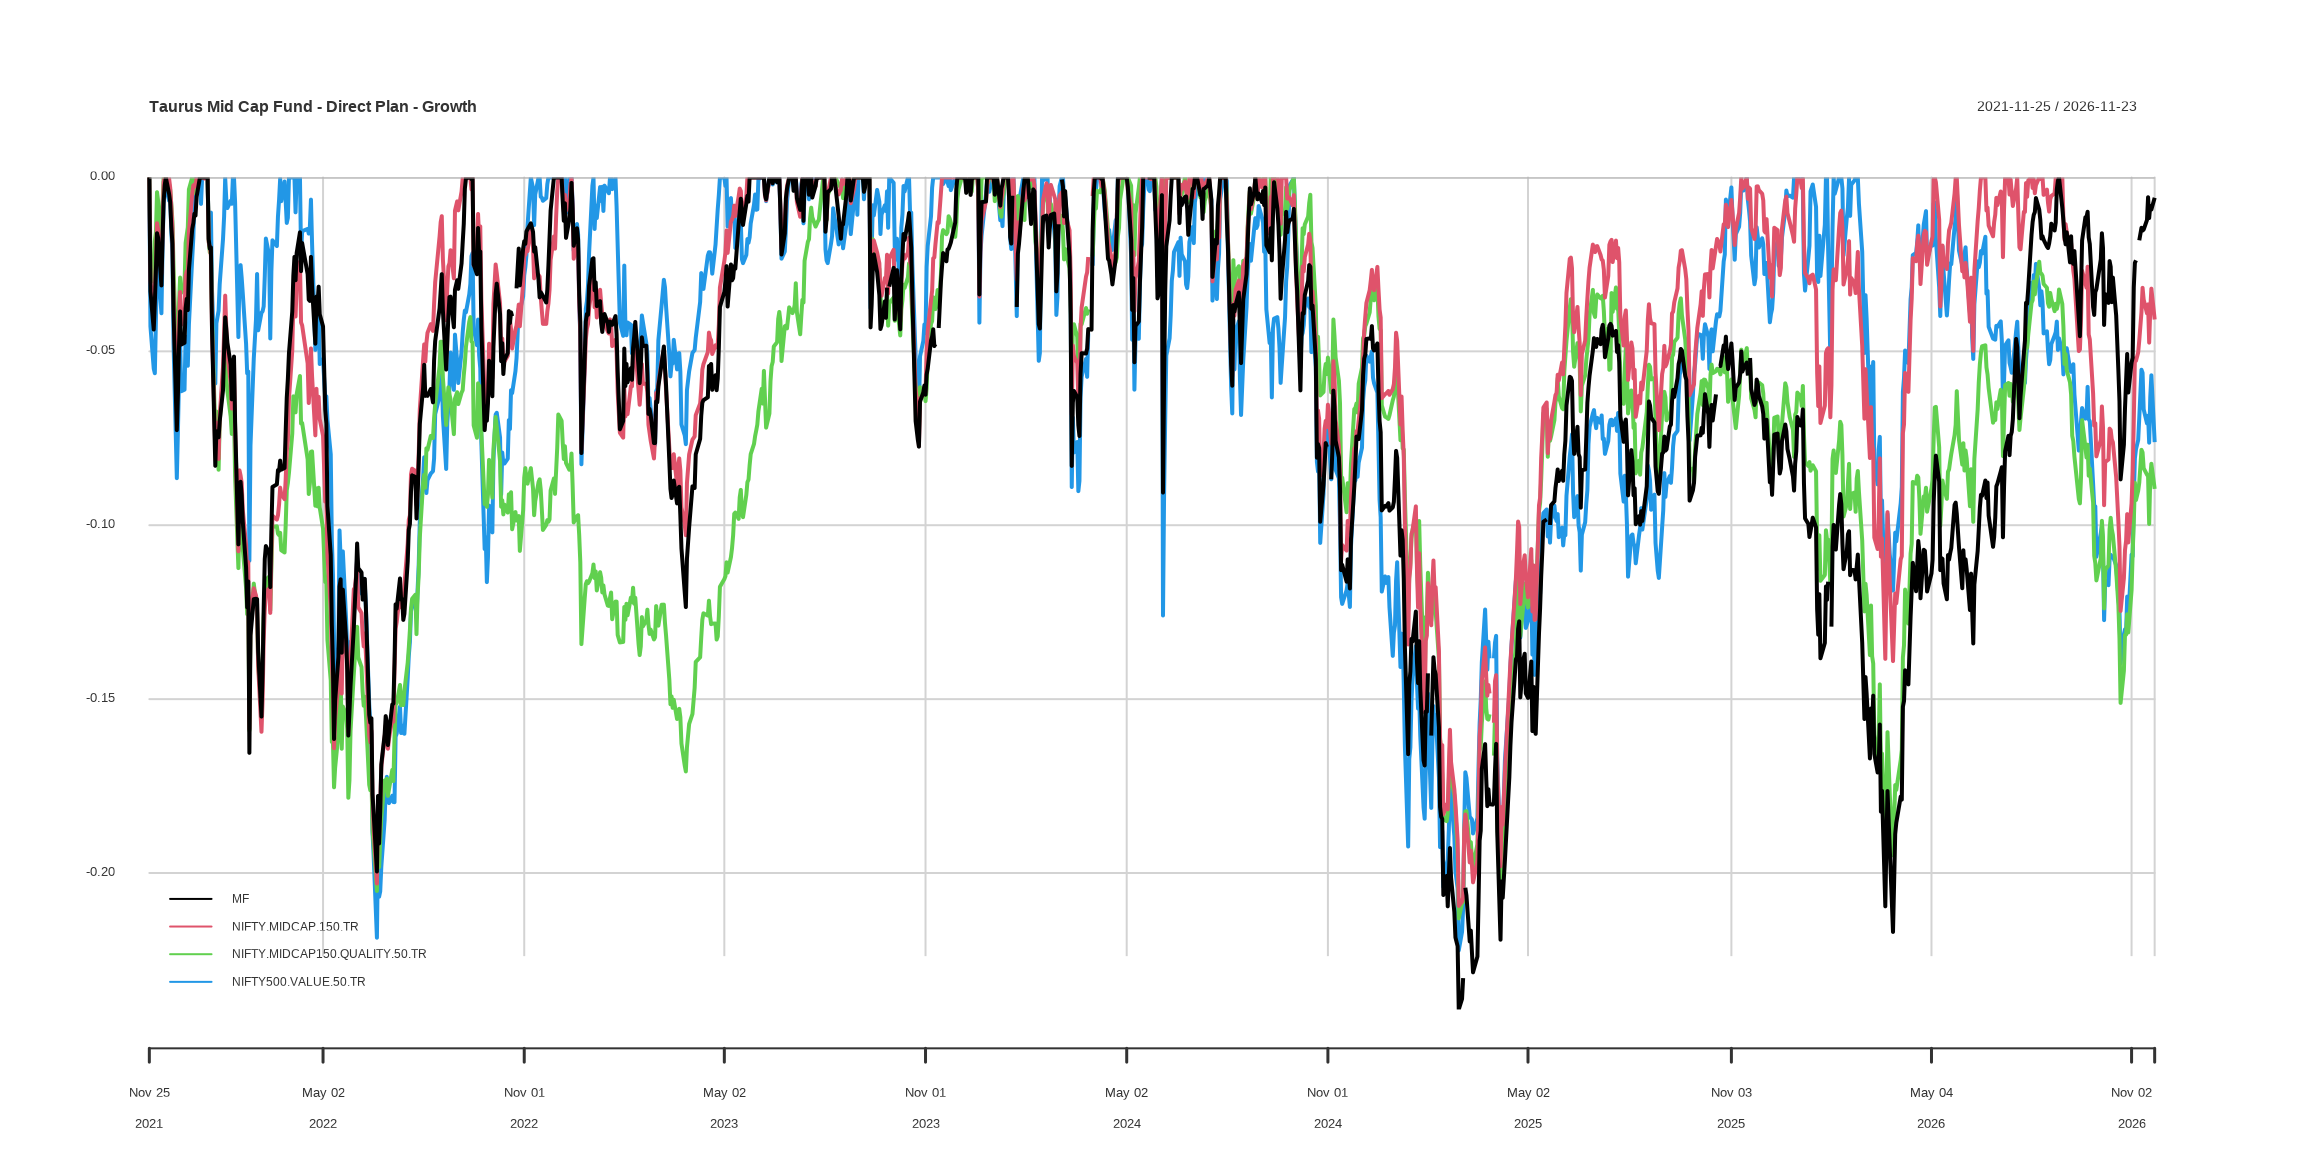 Taurus Mid Cap Fund - Direct Plan - Growth
2021-11-25 / 2026-11-23
0.00
-0.05
-0.10
-0.15
-0.20
MF
NIFTY.MIDCAP.150.TR
NIFTY.MIDCAP150.QUALITY.50.TR
NIFTY500.VALUE.50.TR
Nov 25 May 02 Nov 01 May 02 Nov 01 May 02 Nov 01 May 02 Nov 03 May 04 Nov 02
2021 2022 2022 2023 2023 2024 2024 2025 2025 2026 2026